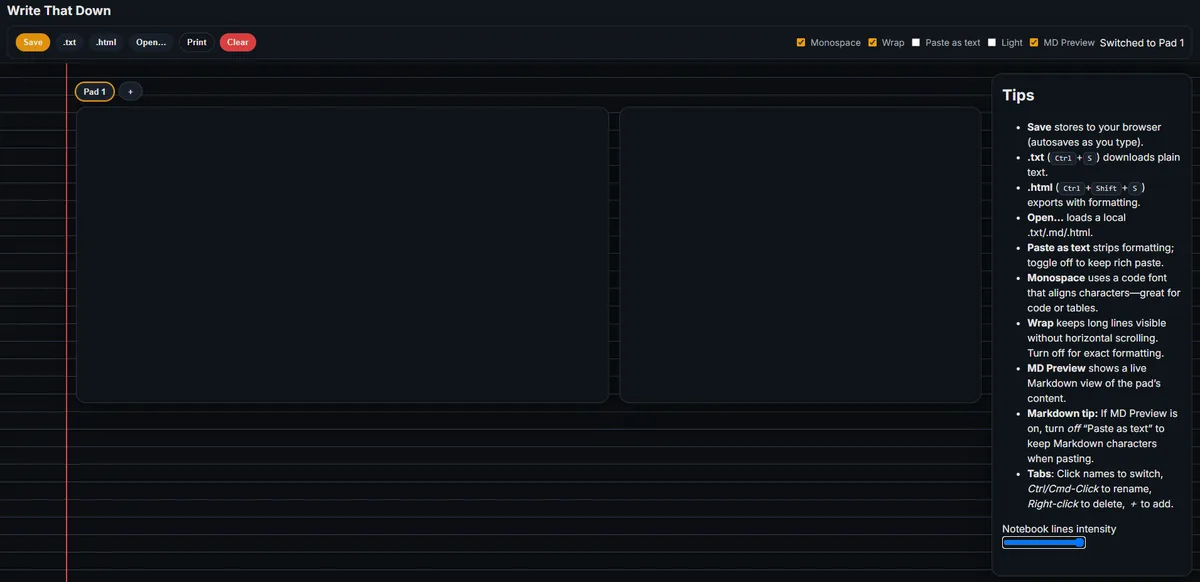 Write That Down
Save .txt .html Open... Print Clear
Monospace Wrap Paste as text Light MD Preview Switched to Pad 1
Pad 1 +
Tips
• Save stores to your browser
(autosaves as you type).
• .txt ( Ctrl + S ) downloads plain
text.
• .html ( Ctrl + Shift + S )
exports with formatting.
• Open… loads a local
.txt/.md/.html.
• Paste as text strips formatting;
toggle off to keep rich paste.
• Monospace uses a code font
that aligns characters—great for
code or tables.
• Wrap keeps long lines visible
without horizontal scrolling.
Turn off for exact formatting.
• MD Preview shows a live
Markdown view of the pad’s
content.
• Markdown tip: If MD Preview is
on, turn off “Paste as text” to
keep Markdown characters
when pasting.
• Tabs: Click names to switch,
Ctrl/Cmd-Click to rename,
Right-click to delete, + to add.
Notebook lines intensity